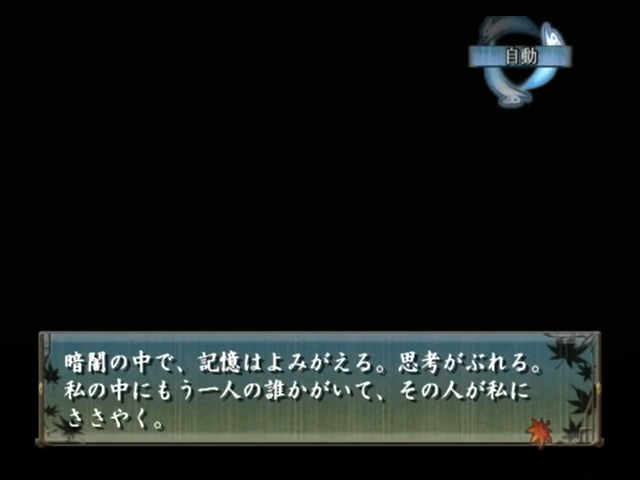 自動
暗闇の中で、記憶はよみがえる。思考がぶれる。
私の中にもう一人の誰かがいて、その人が私に
ささやく。